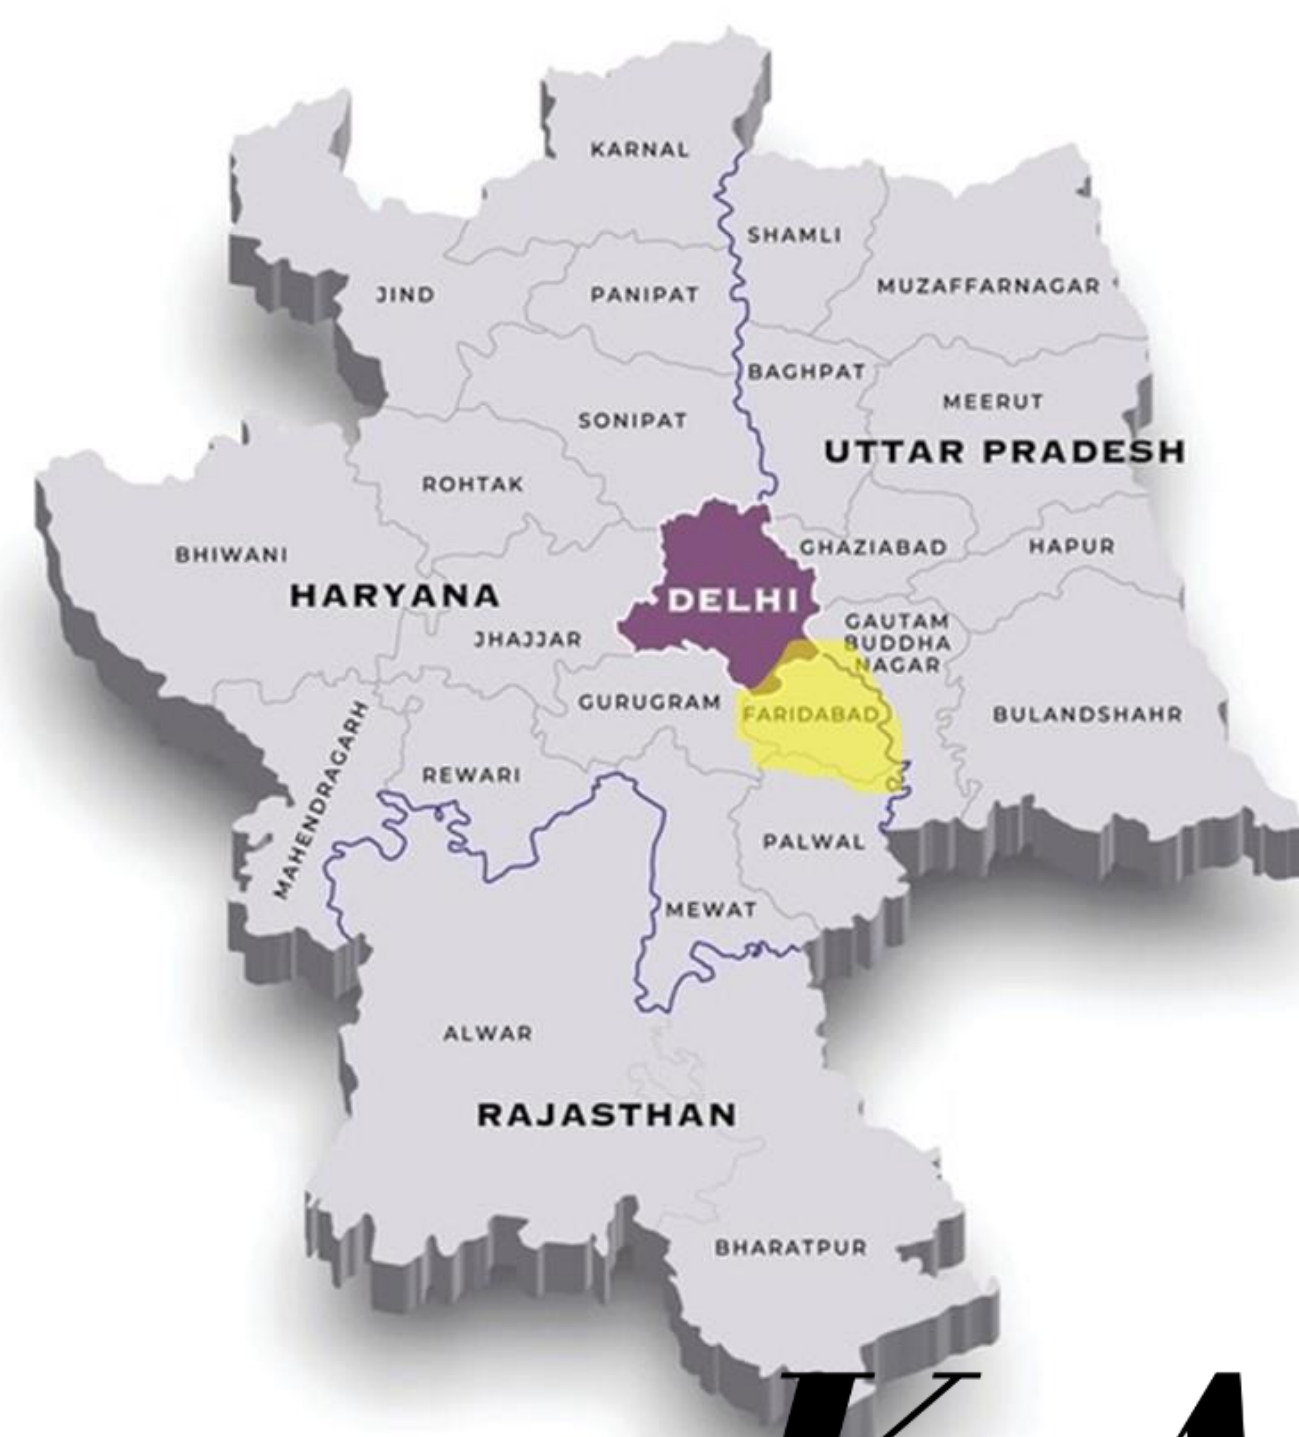 KARNAL
SHAMLI
MUZAFFARNAGAR
JIND
PANIPAT
BAGHPAT
MEERUT
SONIPAT
UTTAR PRADESH
ROHTAK
BHIWANI
GHAZIABAD
HAPUR
HARYANA
DELHI
JHAJJAR
GAUTAM
BUDDHA
NAGAR
GURUGRAM
FARIDABAD
BULANDSHAHR
MAHENDRAGARH
REWARI
PALWAL
MEWAT
ALWAR
RAJASTHAN
BHARATPUR